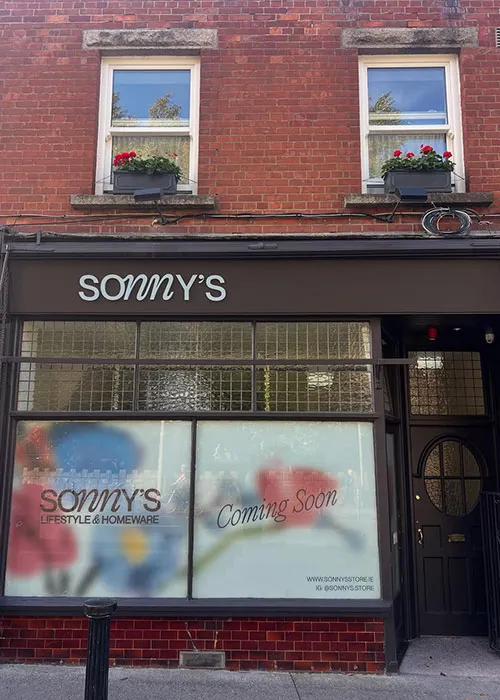 SONNY'S
SONNY'S
LIFESTYLE & HOMEWARE
Coming Soon
WWW.SONNYSSTORE/IE
IG: @SONNYS.STORE